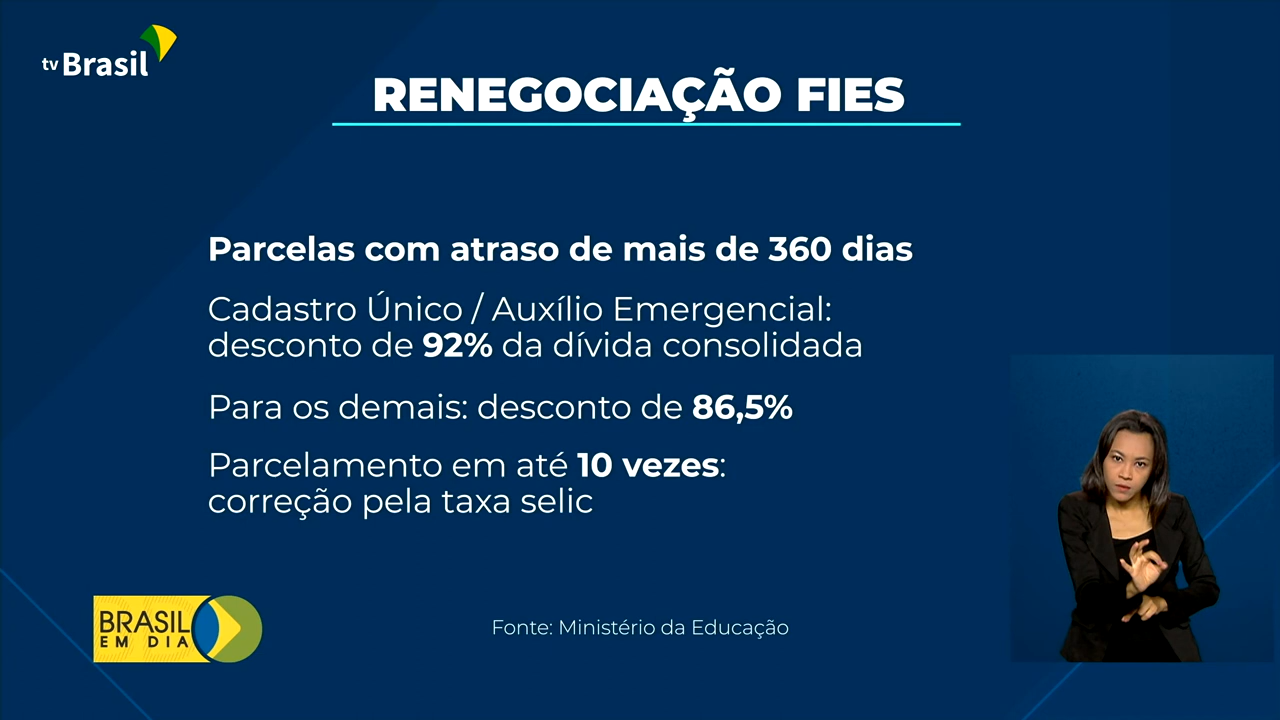 tv Brasil
RENEGOCIAÇÃO FIES
Parcelas com atraso de mais de 360 dias
Cadastro Único / Auxílio Emergencial:
desconto de 92% da dívida consolidada
Para os demais: desconto de 86,5%
Parcelamento em até 10 vezes:
correção pela taxa selic
BRASIL
EM DIA
Fonte: Ministério da Educação